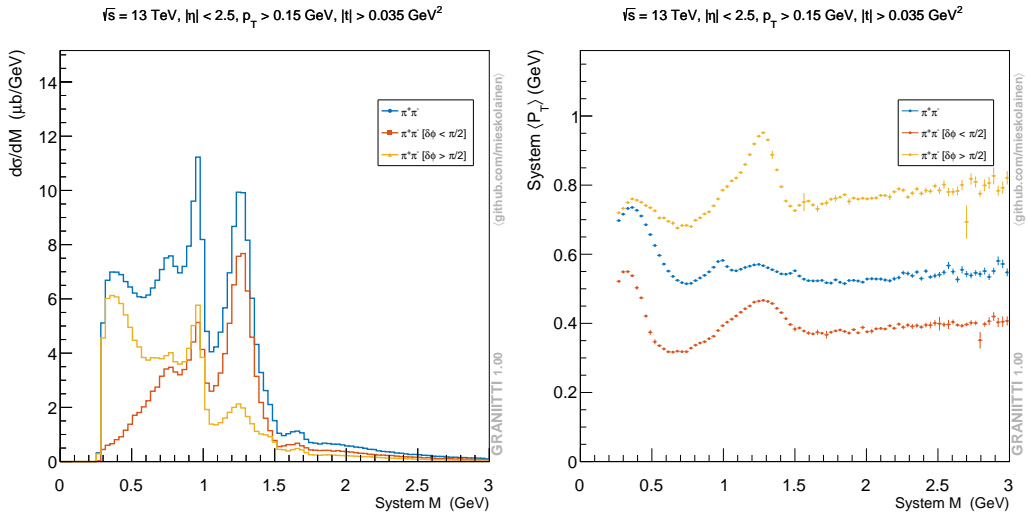 √s = 13 TeV, |η| < 2.5, p_T > 0.15 GeV, |t| > 0.035 GeV²
dσ/dM (μb/GeV)
14
12
10
8
6
4
2
0
0 0.5 1 1.5 2 2.5 3
System M (GeV)
π⁺π⁻
π⁺π⁻ [δϕ < π/2]
π⁺π⁻ [δϕ > π/2]
⟨github.com/mieskolainen⟩
GRANIITTI 1.00
√s = 13 TeV, |η| < 2.5, p_T > 0.15 GeV, |t| > 0.035 GeV²
System ⟨P_T⟩ (GeV)
1
0.8
0.6
0.4
0.2
0
0 0.5 1 1.5 2 2.5 3
System M (GeV)
π⁺π⁻
π⁺π⁻ [δϕ < π/2]
π⁺π⁻ [δϕ > π/2]
⟨github.com/mieskolainen⟩
GRANIITTI 1.00